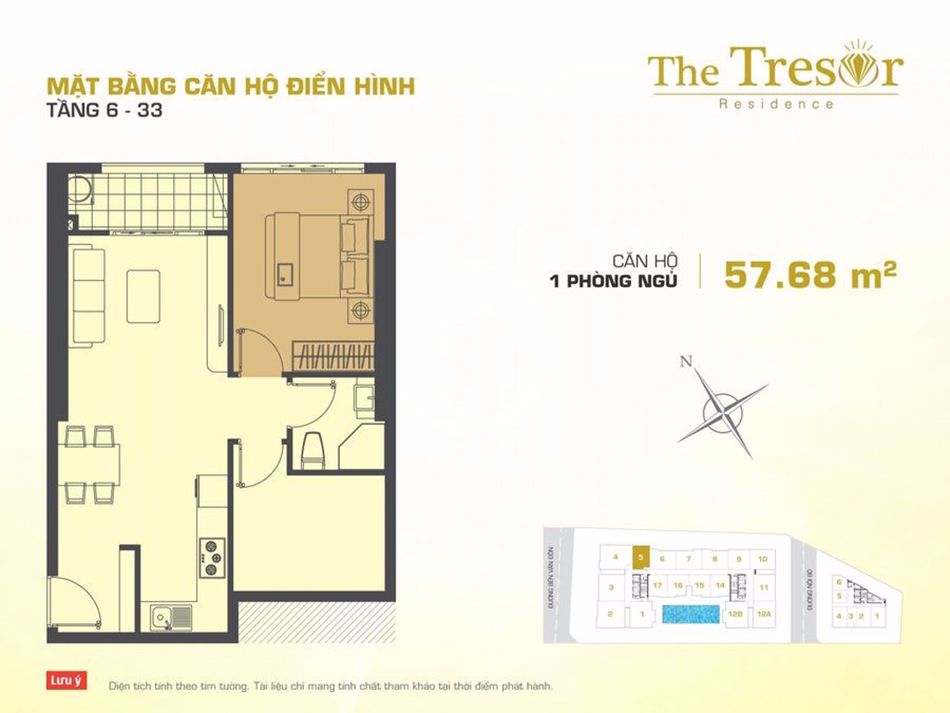 The Tresor
Residence
MẶT BẰNG CĂN HỘ ĐIỂN HÌNH
TẦNG 6 - 33
CĂN HỘ
1 PHÒNG NGỦ
57.68 m²
N
ĐƯỜNG BẾN VÂN ĐỒN
4 5 6 7 8 9 10
3 17 16 15 14 11
2 1 12B 12A
ĐƯỜNG NỘI BỘ
6
5
4 3 2 1
Lưu ý
Diện tích tính theo tim tường. Tài liệu chỉ mang tính chất tham khảo tại thời điểm phát hành.